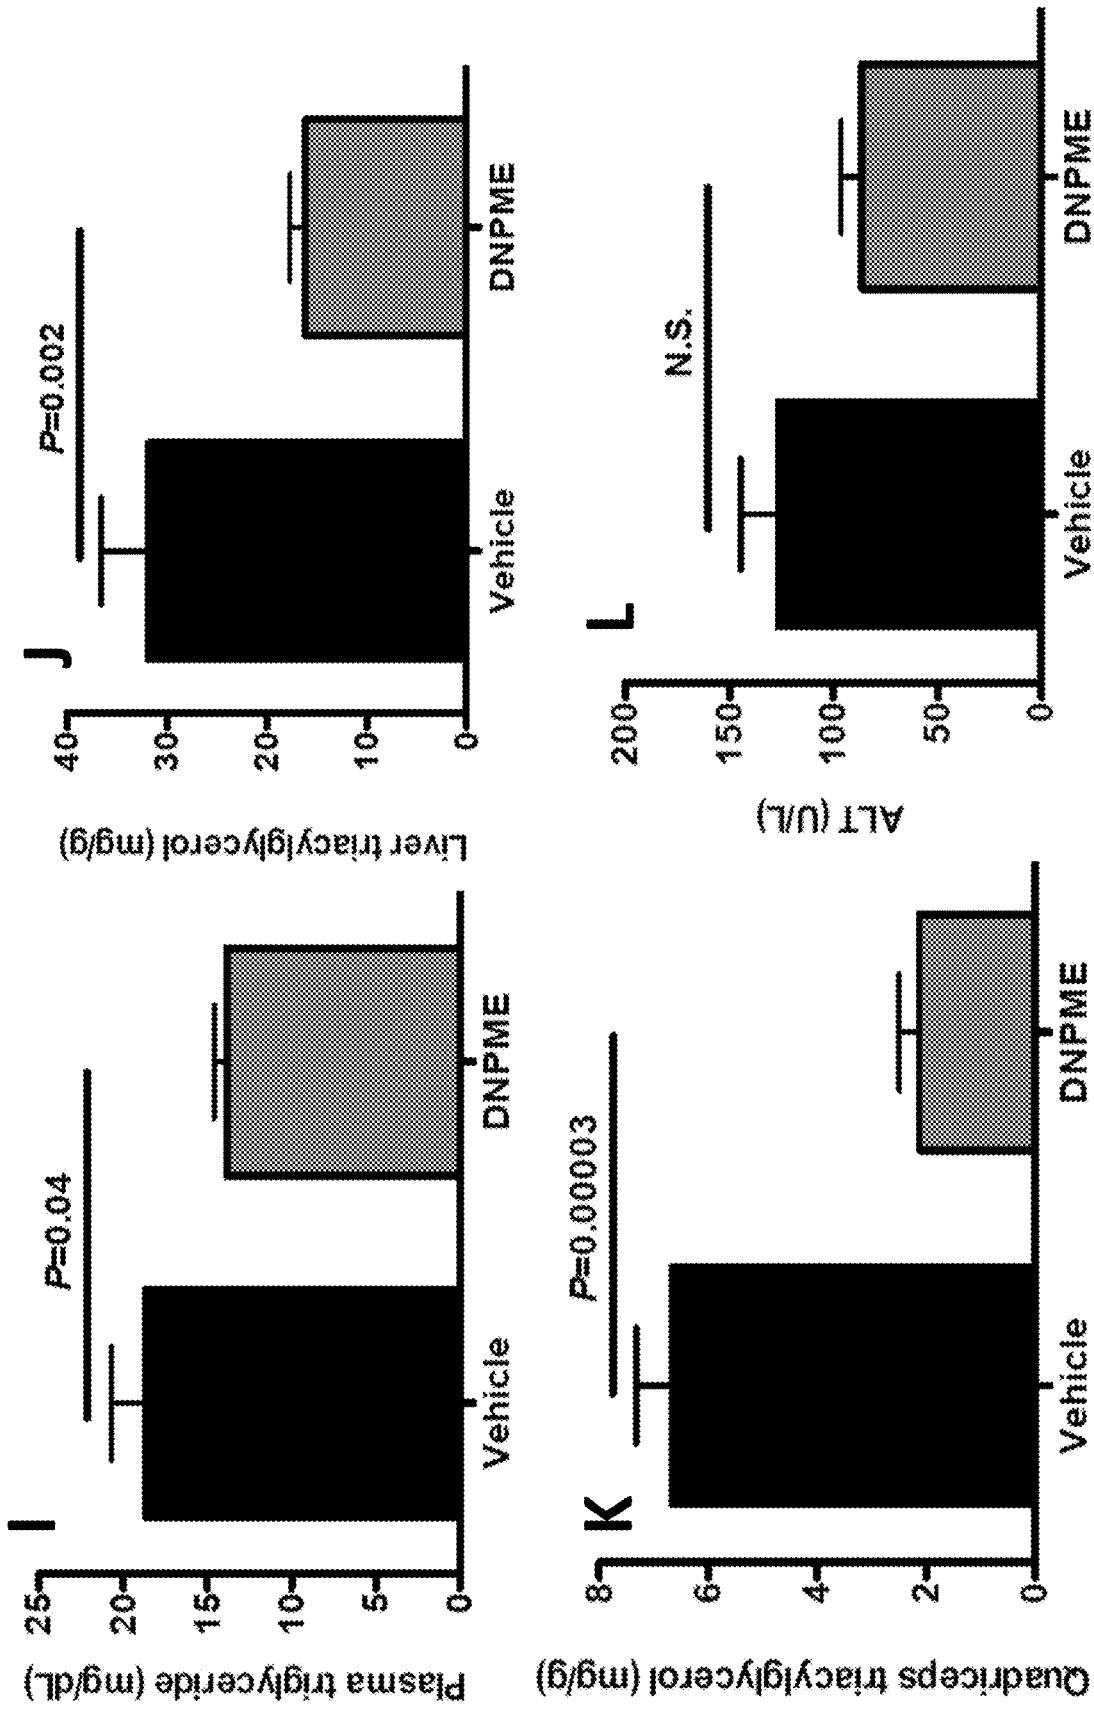 I
Plasma triglyceride (mg/dL)
25
20
15
10
5
0
P=0.04
Vehicle
DNPME
J
Liver triacylglycerol (mg/g)
40
30
20
10
0
P=0.002
Vehicle
DNPME
K
Quadriceps triacylglycerol (mg/g)
8
6
4
2
0
P=0.00003
Vehicle
DNPME
L
ALT (U/L)
200
150
100
50
0
N.S.
Vehicle
DNPME